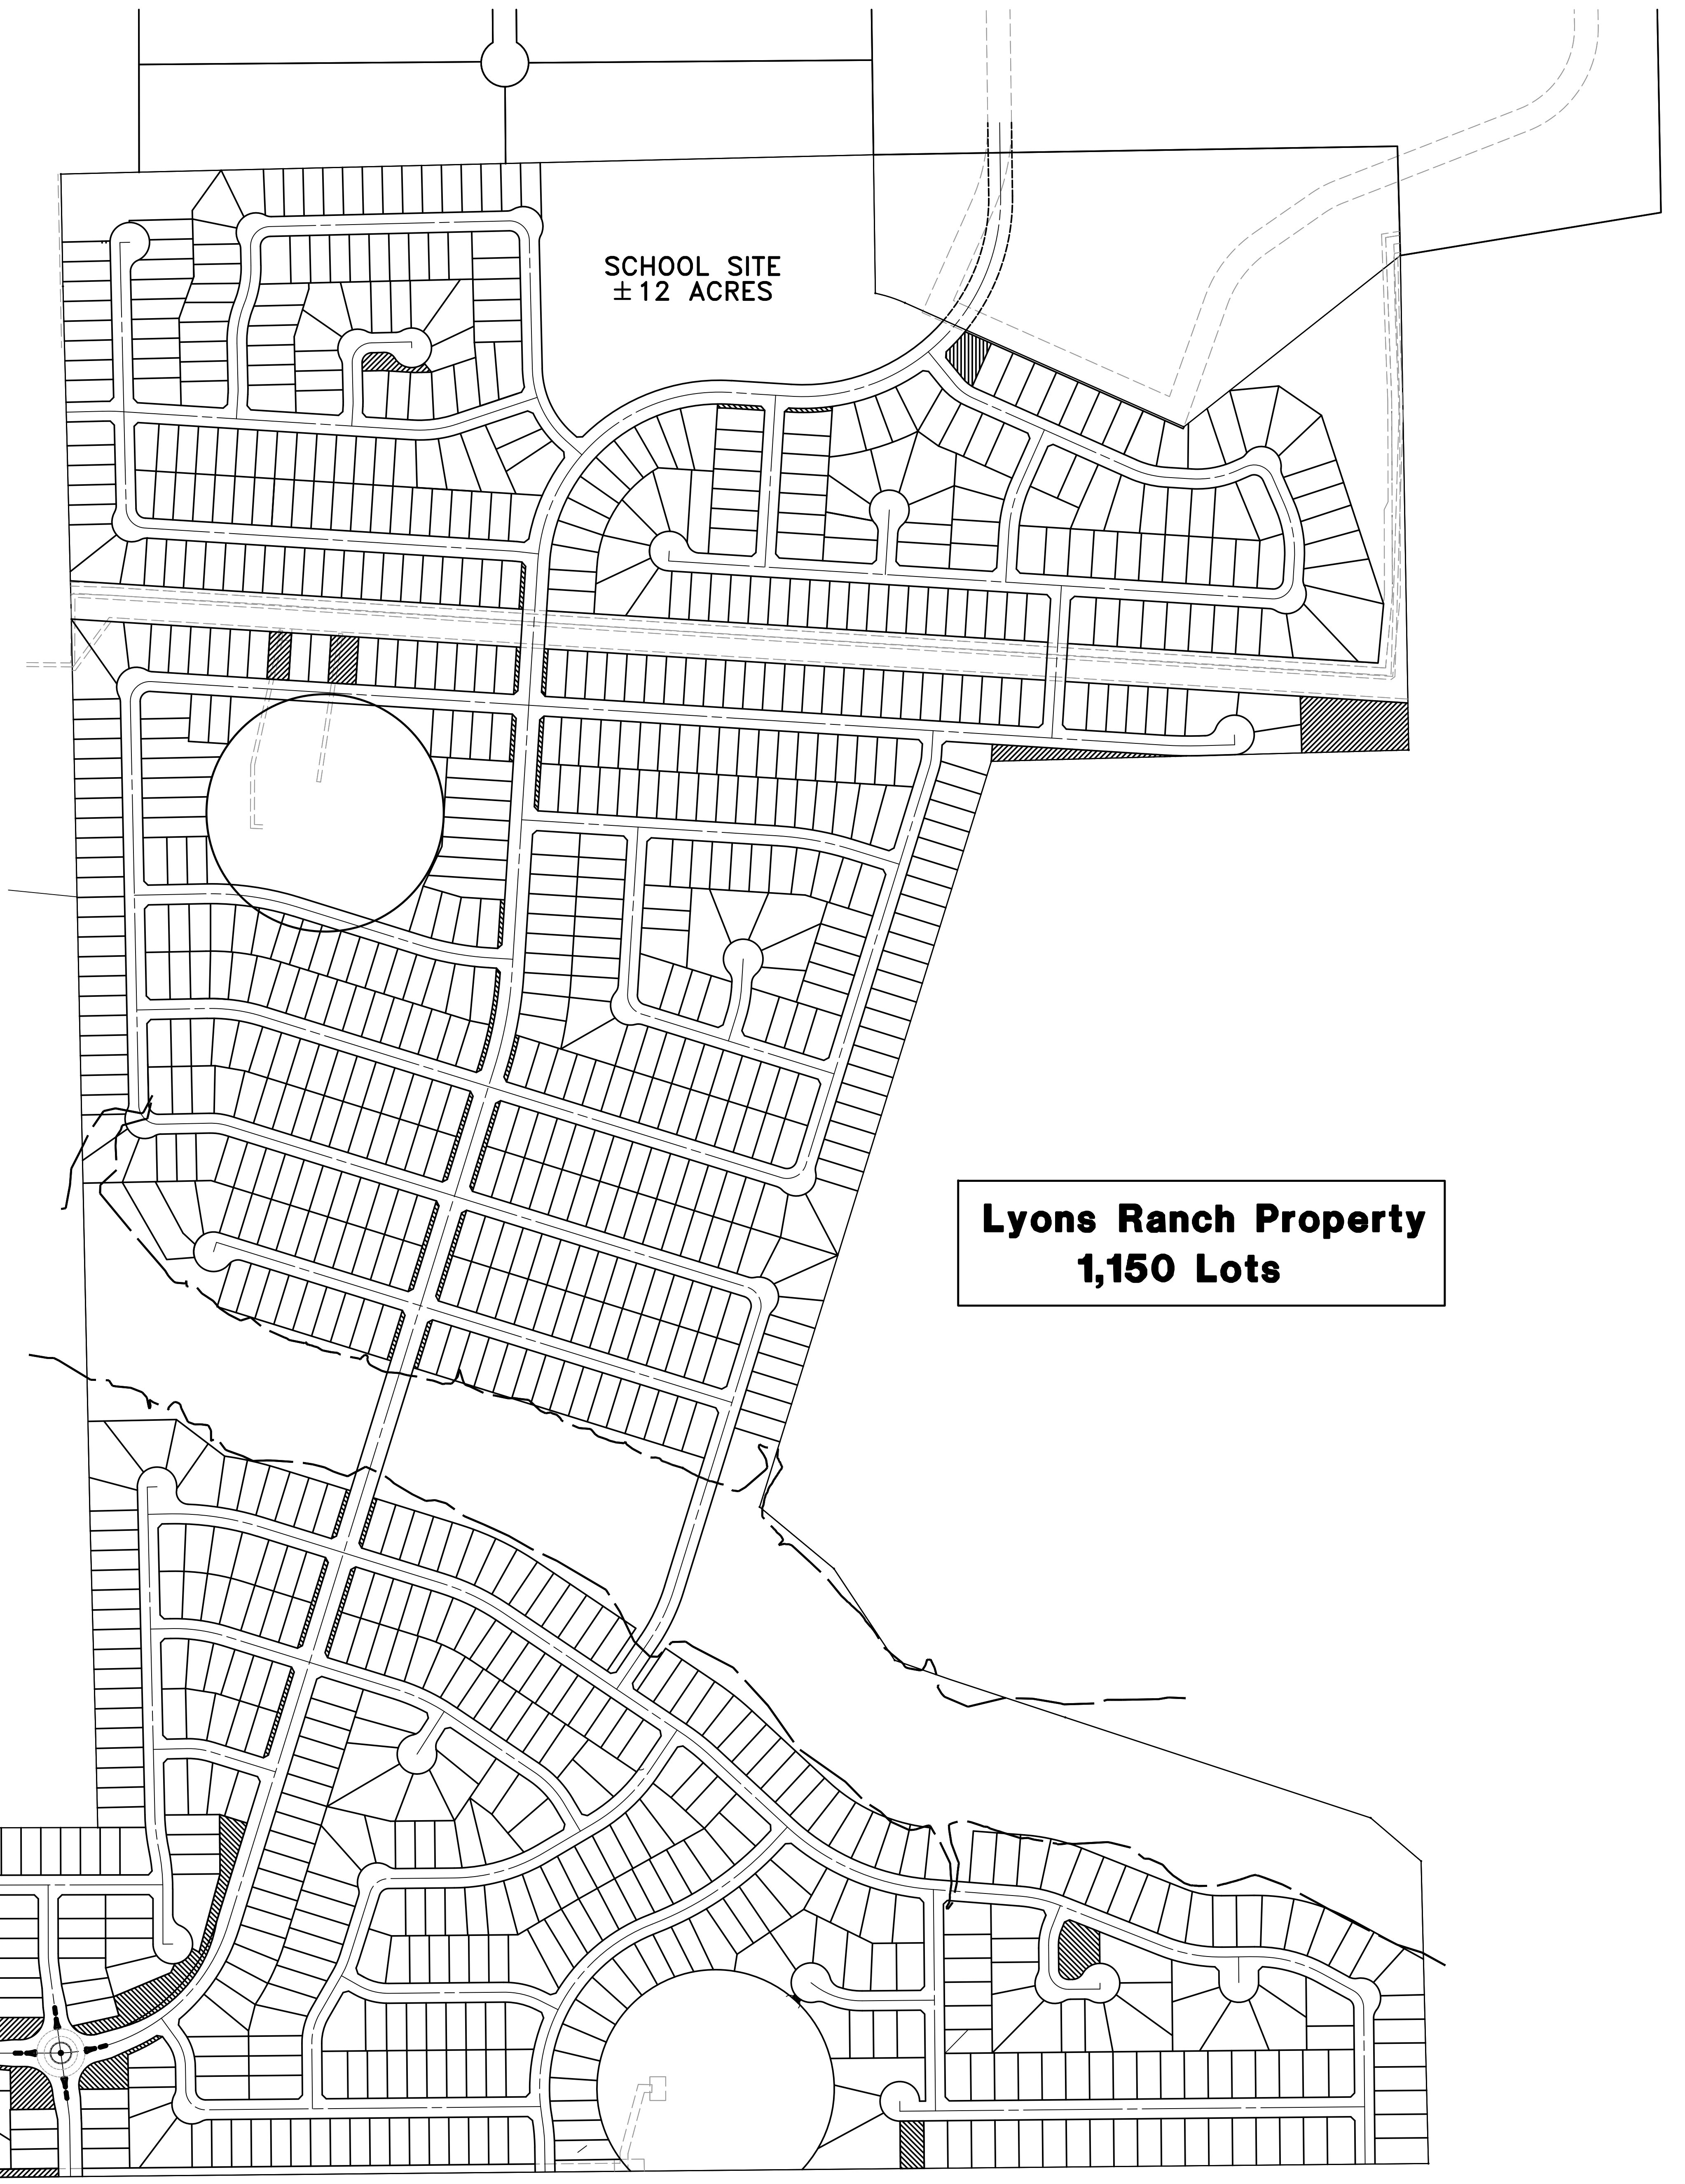 SCHOOL SITE
±12 ACRES
Lyons Ranch Property
1,150 Lots